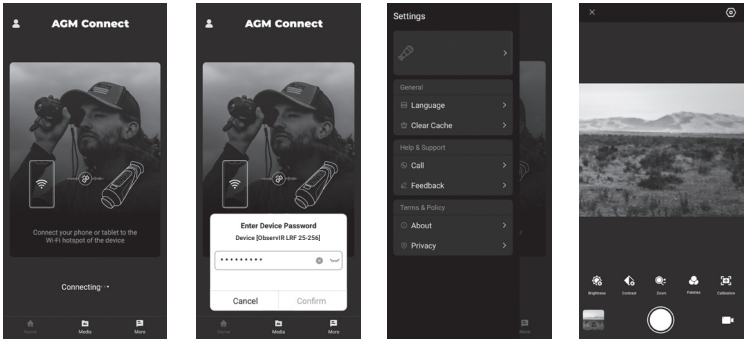 AGM Connect
Connect your phone or tablet to the
Wi-Fi hotspot of the device
Connecting···
Home
Media
More
AGM Connect
Enter Device Password
Device [ObservIR LRF 25-256]
•••••••••
Cancel
Confirm
Home
Media
More
Settings
General
Language
Clear Cache
Help & Support
Call
Feedback
Terms & Policy
About
Privacy
More
Brightness
Contrast
Zoom
Palettes
Calibration